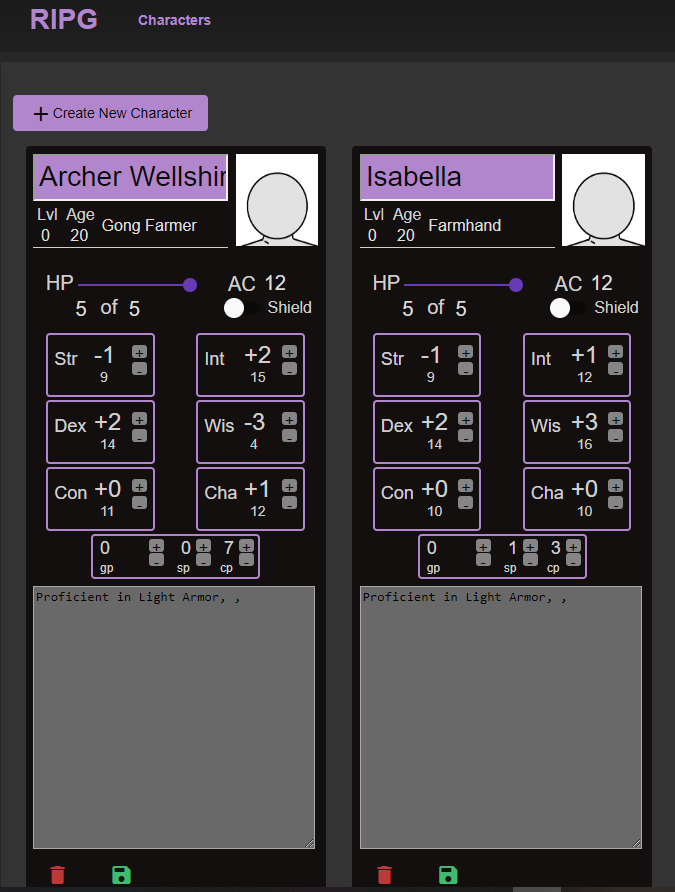 RIPG Characters
+ Create New Character
Archer Wellshir
Lvl Age
0 20 Gong Farmer
HP AC 12
5 of 5 Shield
Str -1 + Int +2 +
9 - 15 -
Dex +2 + Wis -3 +
14 - 4 -
Con +0 + Cha +1 +
11 - 12 -
0 + 0 + 7 +
gp - sp - cp -
Proficient in Light Armor, ,
Isabella
Lvl Age
0 20 Farmhand
HP AC 12
5 of 5 Shield
Str -1 + Int +1 +
9 - 12 -
Dex +2 + Wis +3 +
14 - 16 -
Con +0 + Cha +0 +
10 - 10 -
0 + 1 + 3 +
gp - sp - cp -
Proficient in Light Armor, ,